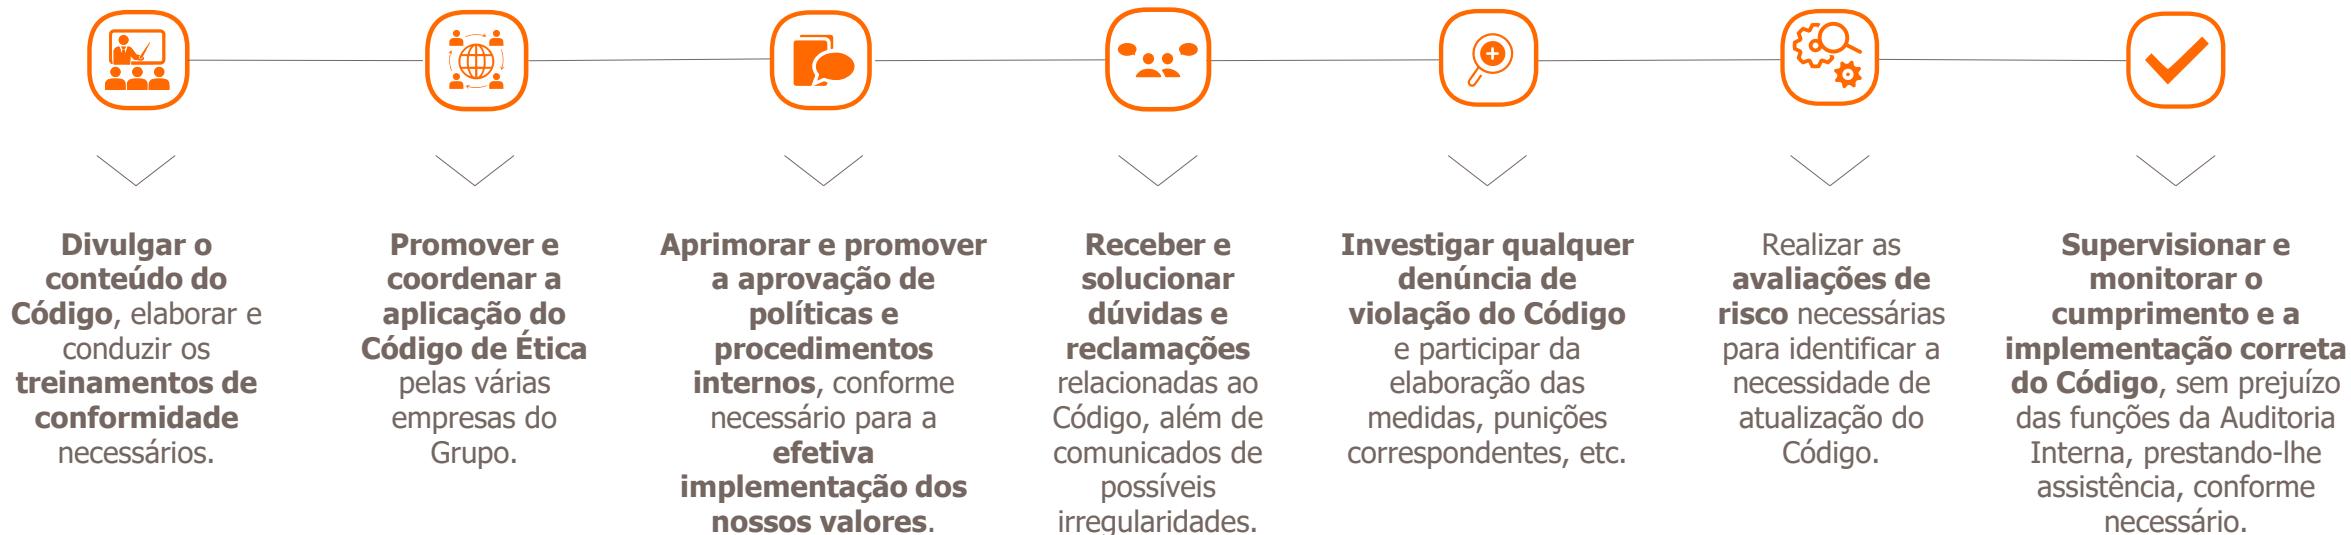 Divulgar o
conteúdo do
Código, elaborar e
conduzir os
treinamentos de
conformidade
necessários.
Promover e
coordenar a
aplicação do
Código de Ética
pelas várias
empresas do
Grupo.
Aprimorar e promover
a aprovação de
políticas e
procedimentos
internos, conforme
necessário para a
efetiva
implementação dos
nossos valores.
Receber e
solucionar
dúvidas e
reclamações
relacionadas ao
Código, além de
comunicados de
possíveis
irregularidades.
Investigar qualquer
denúncia de
violação do Código
e participar da
elaboração das
medidas, punições
correspondentes, etc.
Realizar as
avaliações de
risco necessárias
para identificar a
necessidade de
atualização do
Código.
Supervisionar e
monitorar o
cumprimento e a
implementação correta
do Código, sem prejuízo
das funções da Auditoria
Interna, prestando-lhe
assistência, conforme
necessário.